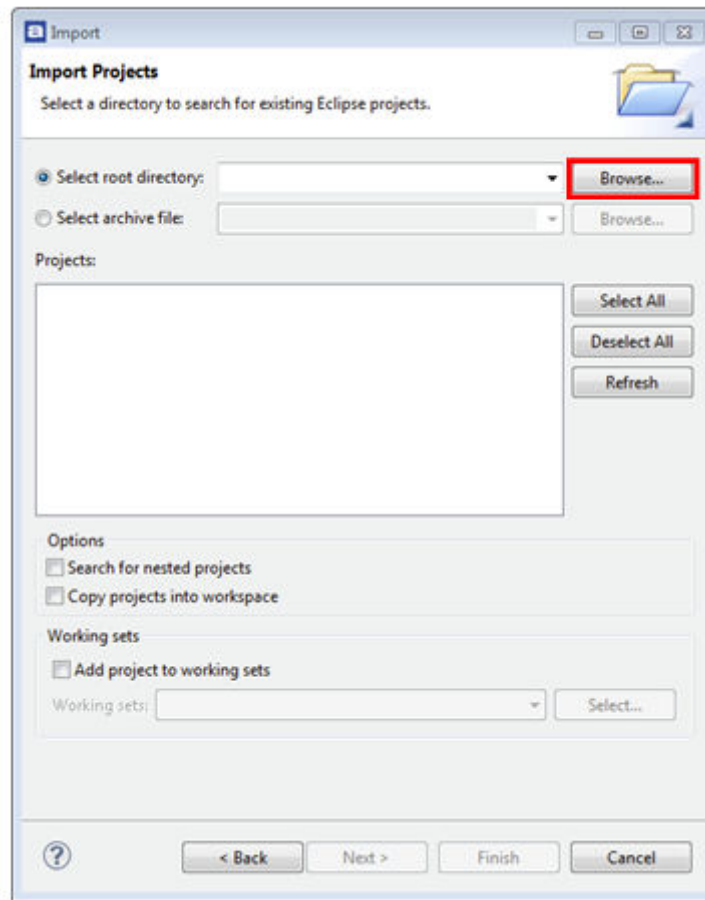 Import
Import Projects
Select a directory to search for existing Eclipse projects.
Select root directory: Browse...
Select archive file: Browse...
Projects:
Select All
Deselect All
Refresh
Options
Search for nested projects
Copy projects into workspace
Working sets
Add project to working sets
Working sets: Select...
? < Back Next > Finish Cancel